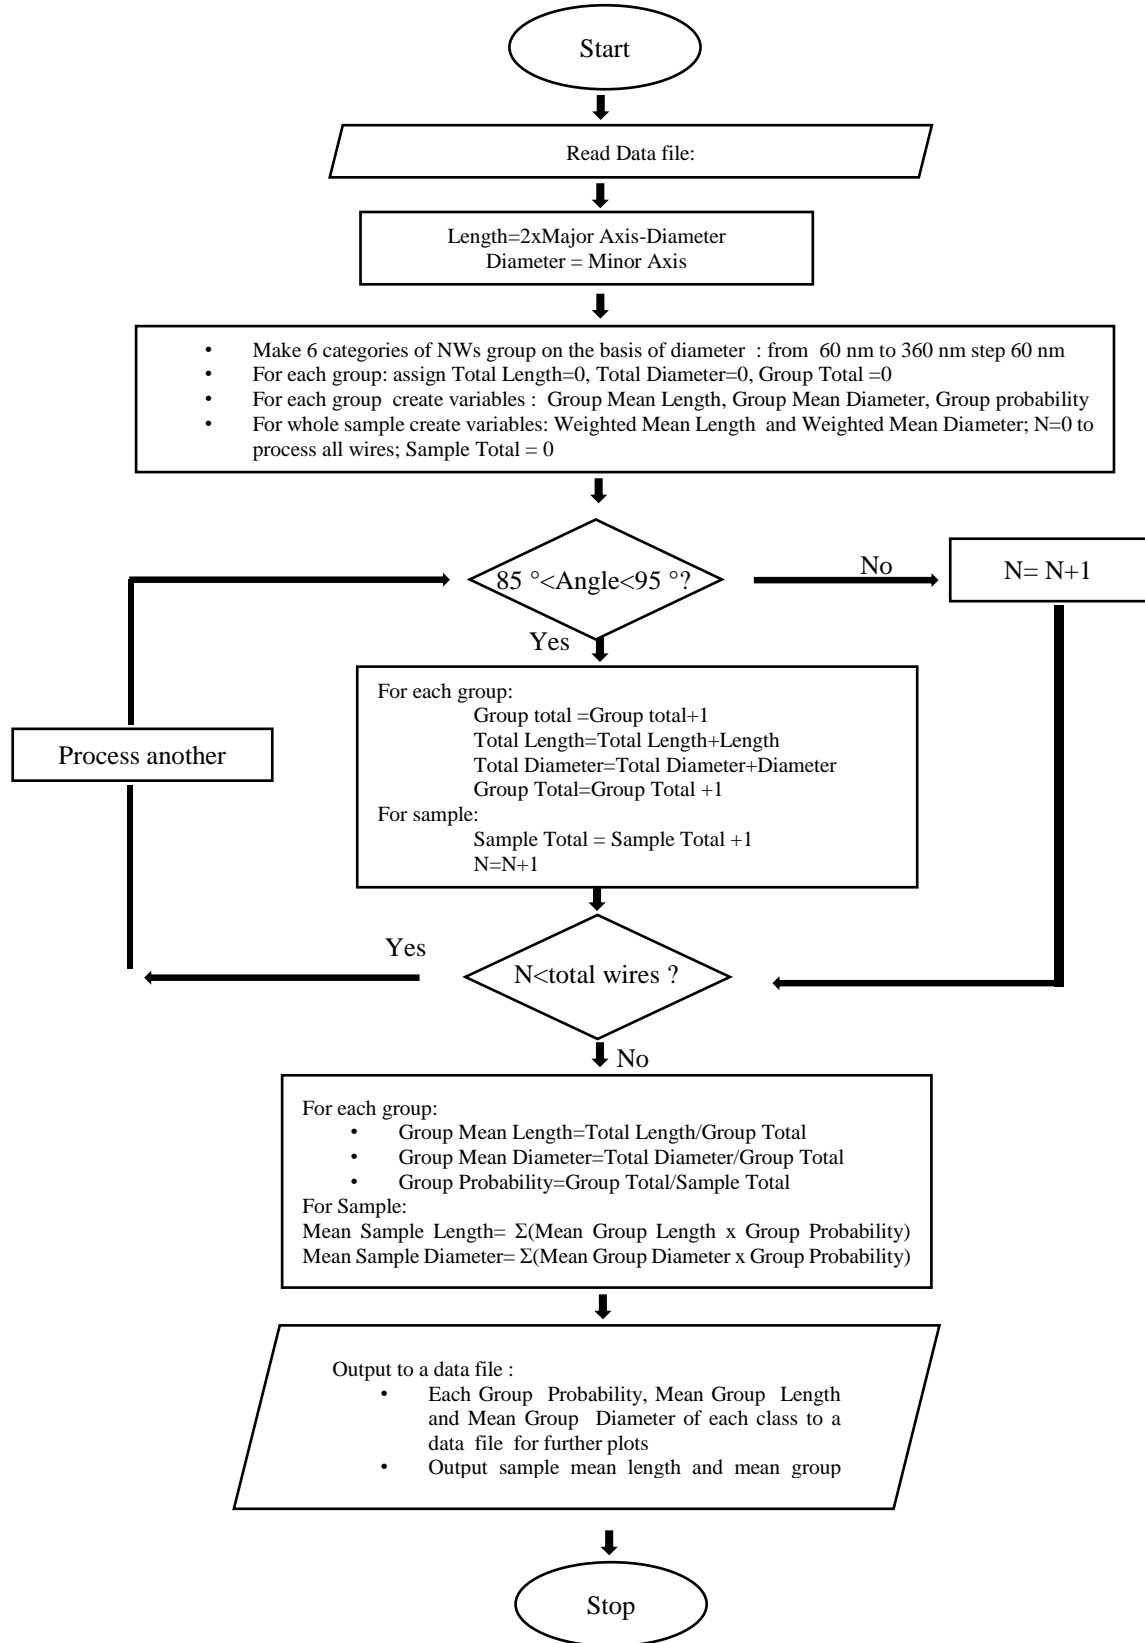 Start
Read Data file:
Length=2xMajor Axis-Diameter
Diameter = Minor Axis
• Make 6 categories of NWs group on the basis of diameter : from 60 nm to 360 nm step 60 nm
• For each group: assign Total Length=0, Total Diameter=0, Group Total =0
• For each group create variables : Group Mean Length, Group Mean Diameter, Group probability
• For whole sample create variables: Weighted Mean Length and Weighted Mean Diameter; N=0 to
process all wires; Sample Total = 0
85 °<Angle<95 °?
No
N= N+1
Yes
For each group:
Group total =Group total+1
Total Length=Total Length+Length
Total Diameter=Total Diameter+Diameter
Group Total=Group Total +1
For sample:
Sample Total = Sample Total +1
N=N+1
Process another
Yes
N<total wires ?
No
For each group:
• Group Mean Length=Total Length/Group Total
• Group Mean Diameter=Total Diameter/Group Total
• Group Probability=Group Total/Sample Total
For Sample:
Mean Sample Length= Σ(Mean Group Length x Group Probability)
Mean Sample Diameter= Σ(Mean Group Diameter x Group Probability)
Output to a data file :
• Each Group Probability, Mean Group Length
and Mean Group Diameter of each class to a
data file for further plots
• Output sample mean length and mean group
Stop